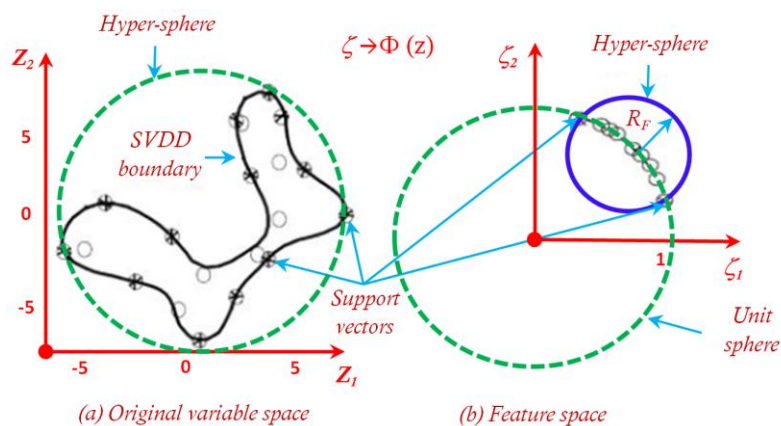 Hyper-sphere
ζ→Φ (z)
Z2
5
0
-5
SVDD
boundary
-5
0
5
Z1
Support
vectors
(a) Original variable space
ζ2
Hyper-sphere
RF
1
ζ1
Unit
sphere
(b) Feature space